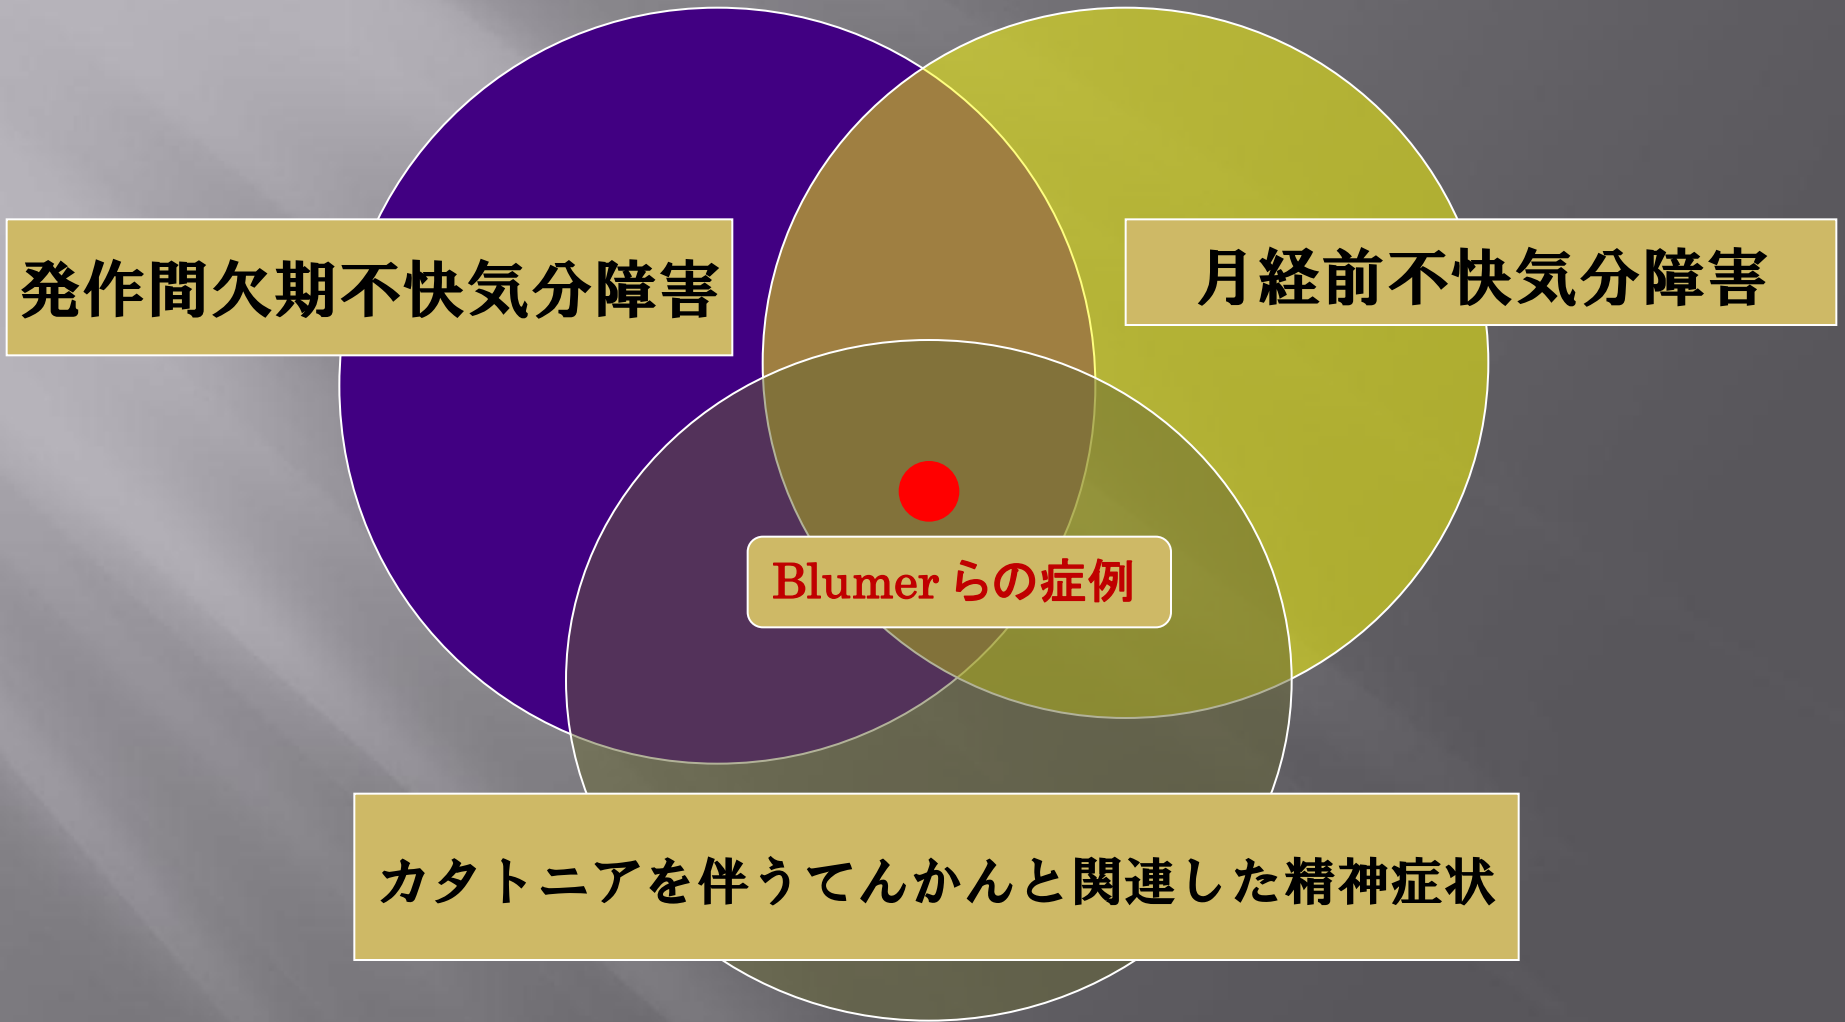 発作間欠期不快気分障害
月経前不快気分障害
Blumerらの症例
カタトニアを伴うてんかんと関連した精神症状